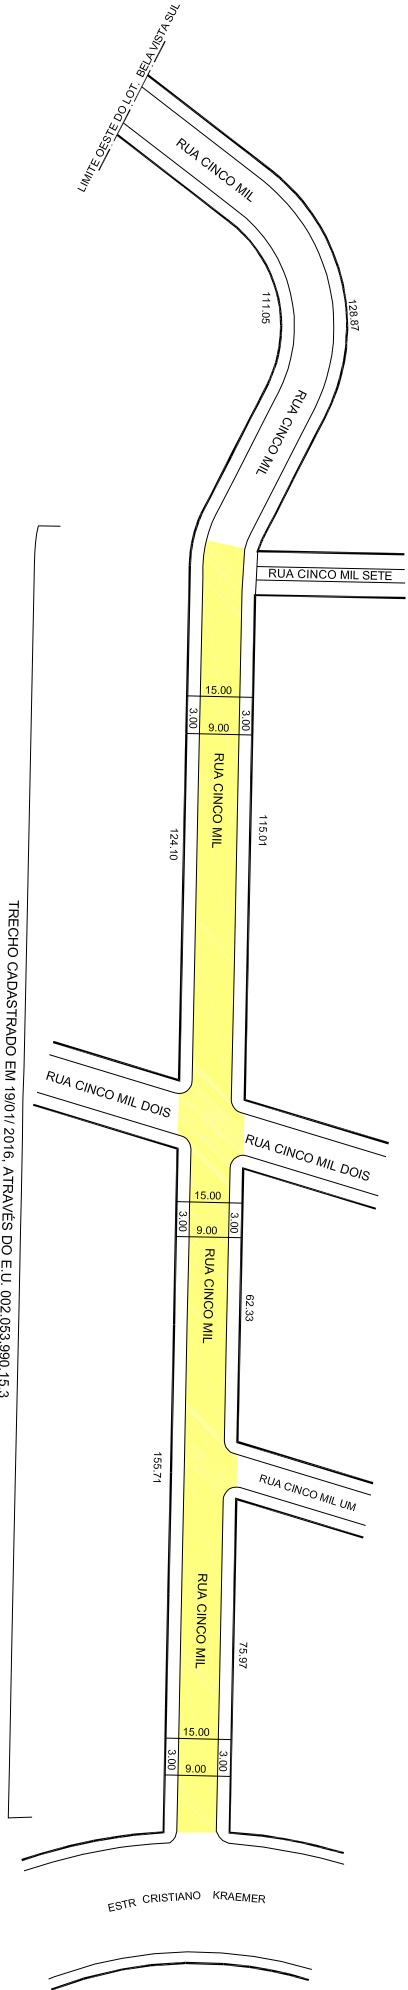 LIMITE OESTE DO LOT. BELA VISTA SUL
RUA CINCO MIL
111.05
128.87
RUA CINCO MIL
RUA CINCO MIL SETE
15.00
3.00
9.00
3.00
RUA CINCO MIL
124.10
115.01
TRECHO CADASTRADO EM 19/01/ 2016, ATRAVÉS DO E.U. 002.053.990.15.3
RUA CINCO MIL DOIS
RUA CINCO MIL DOIS
15.00
3.00
9.00
3.00
RUA CINCO MIL
62.33
155.71
RUA CINCO MIL UM
RUA CINCO MIL
75.97
15.00
3.00
9.00
3.00
ESTR CRISTIANO KRAEMER